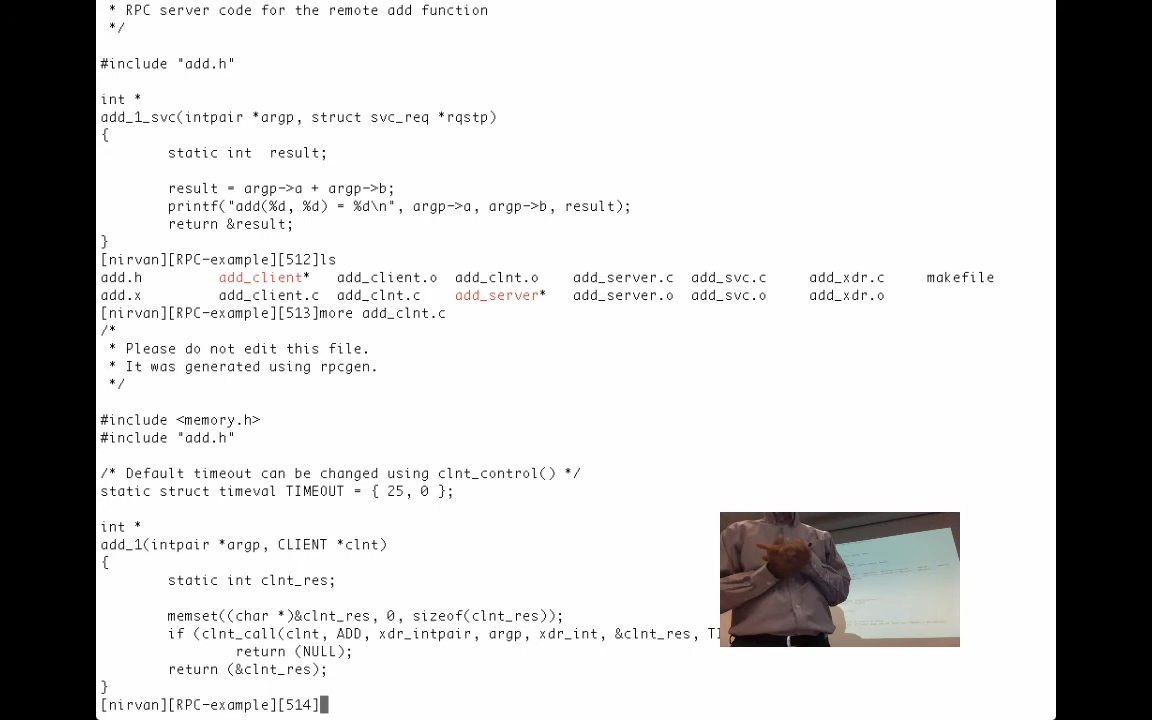 * RPC server code for the remote add function
 */
#include "add.h"
int *
add_1_svc(intpair *argp, struct svc_req *rqstp)
{
        static int  result;
        result = argp->a + argp->b;
        printf("add(%d, %d) = %d\n", argp->a, argp->b, result);
        return &result;
}
[nirvan][RPC-example][512]ls
add.h         add_client*   add_client.o  add_clnt.o    add_server.c  add_svc.c     add_xdr.c     makefile
add.x         add_client.c  add_clnt.c    add_server*   add_server.o  add_svc.o     add_xdr.o
[nirvan][RPC-example][513]more add_clnt.c
/*
 * Please do not edit this file.
 * It was generated using rpcgen.
 */
#include <memory.h>
#include "add.h"
/* Default timeout can be changed using clnt_control() */
static struct timeval TIMEOUT = { 25, 0 };
int *
add_1(intpair *argp, CLIENT *clnt)
{
        static int clnt_res;
        memset((char *)&clnt_res, 0, sizeof(clnt_res));
        if (clnt_call(clnt, ADD, xdr_intpair, argp, xdr_int, &clnt_res,
                return (NULL);
        return (&clnt_res);
}
[nirvan][RPC-example][514]